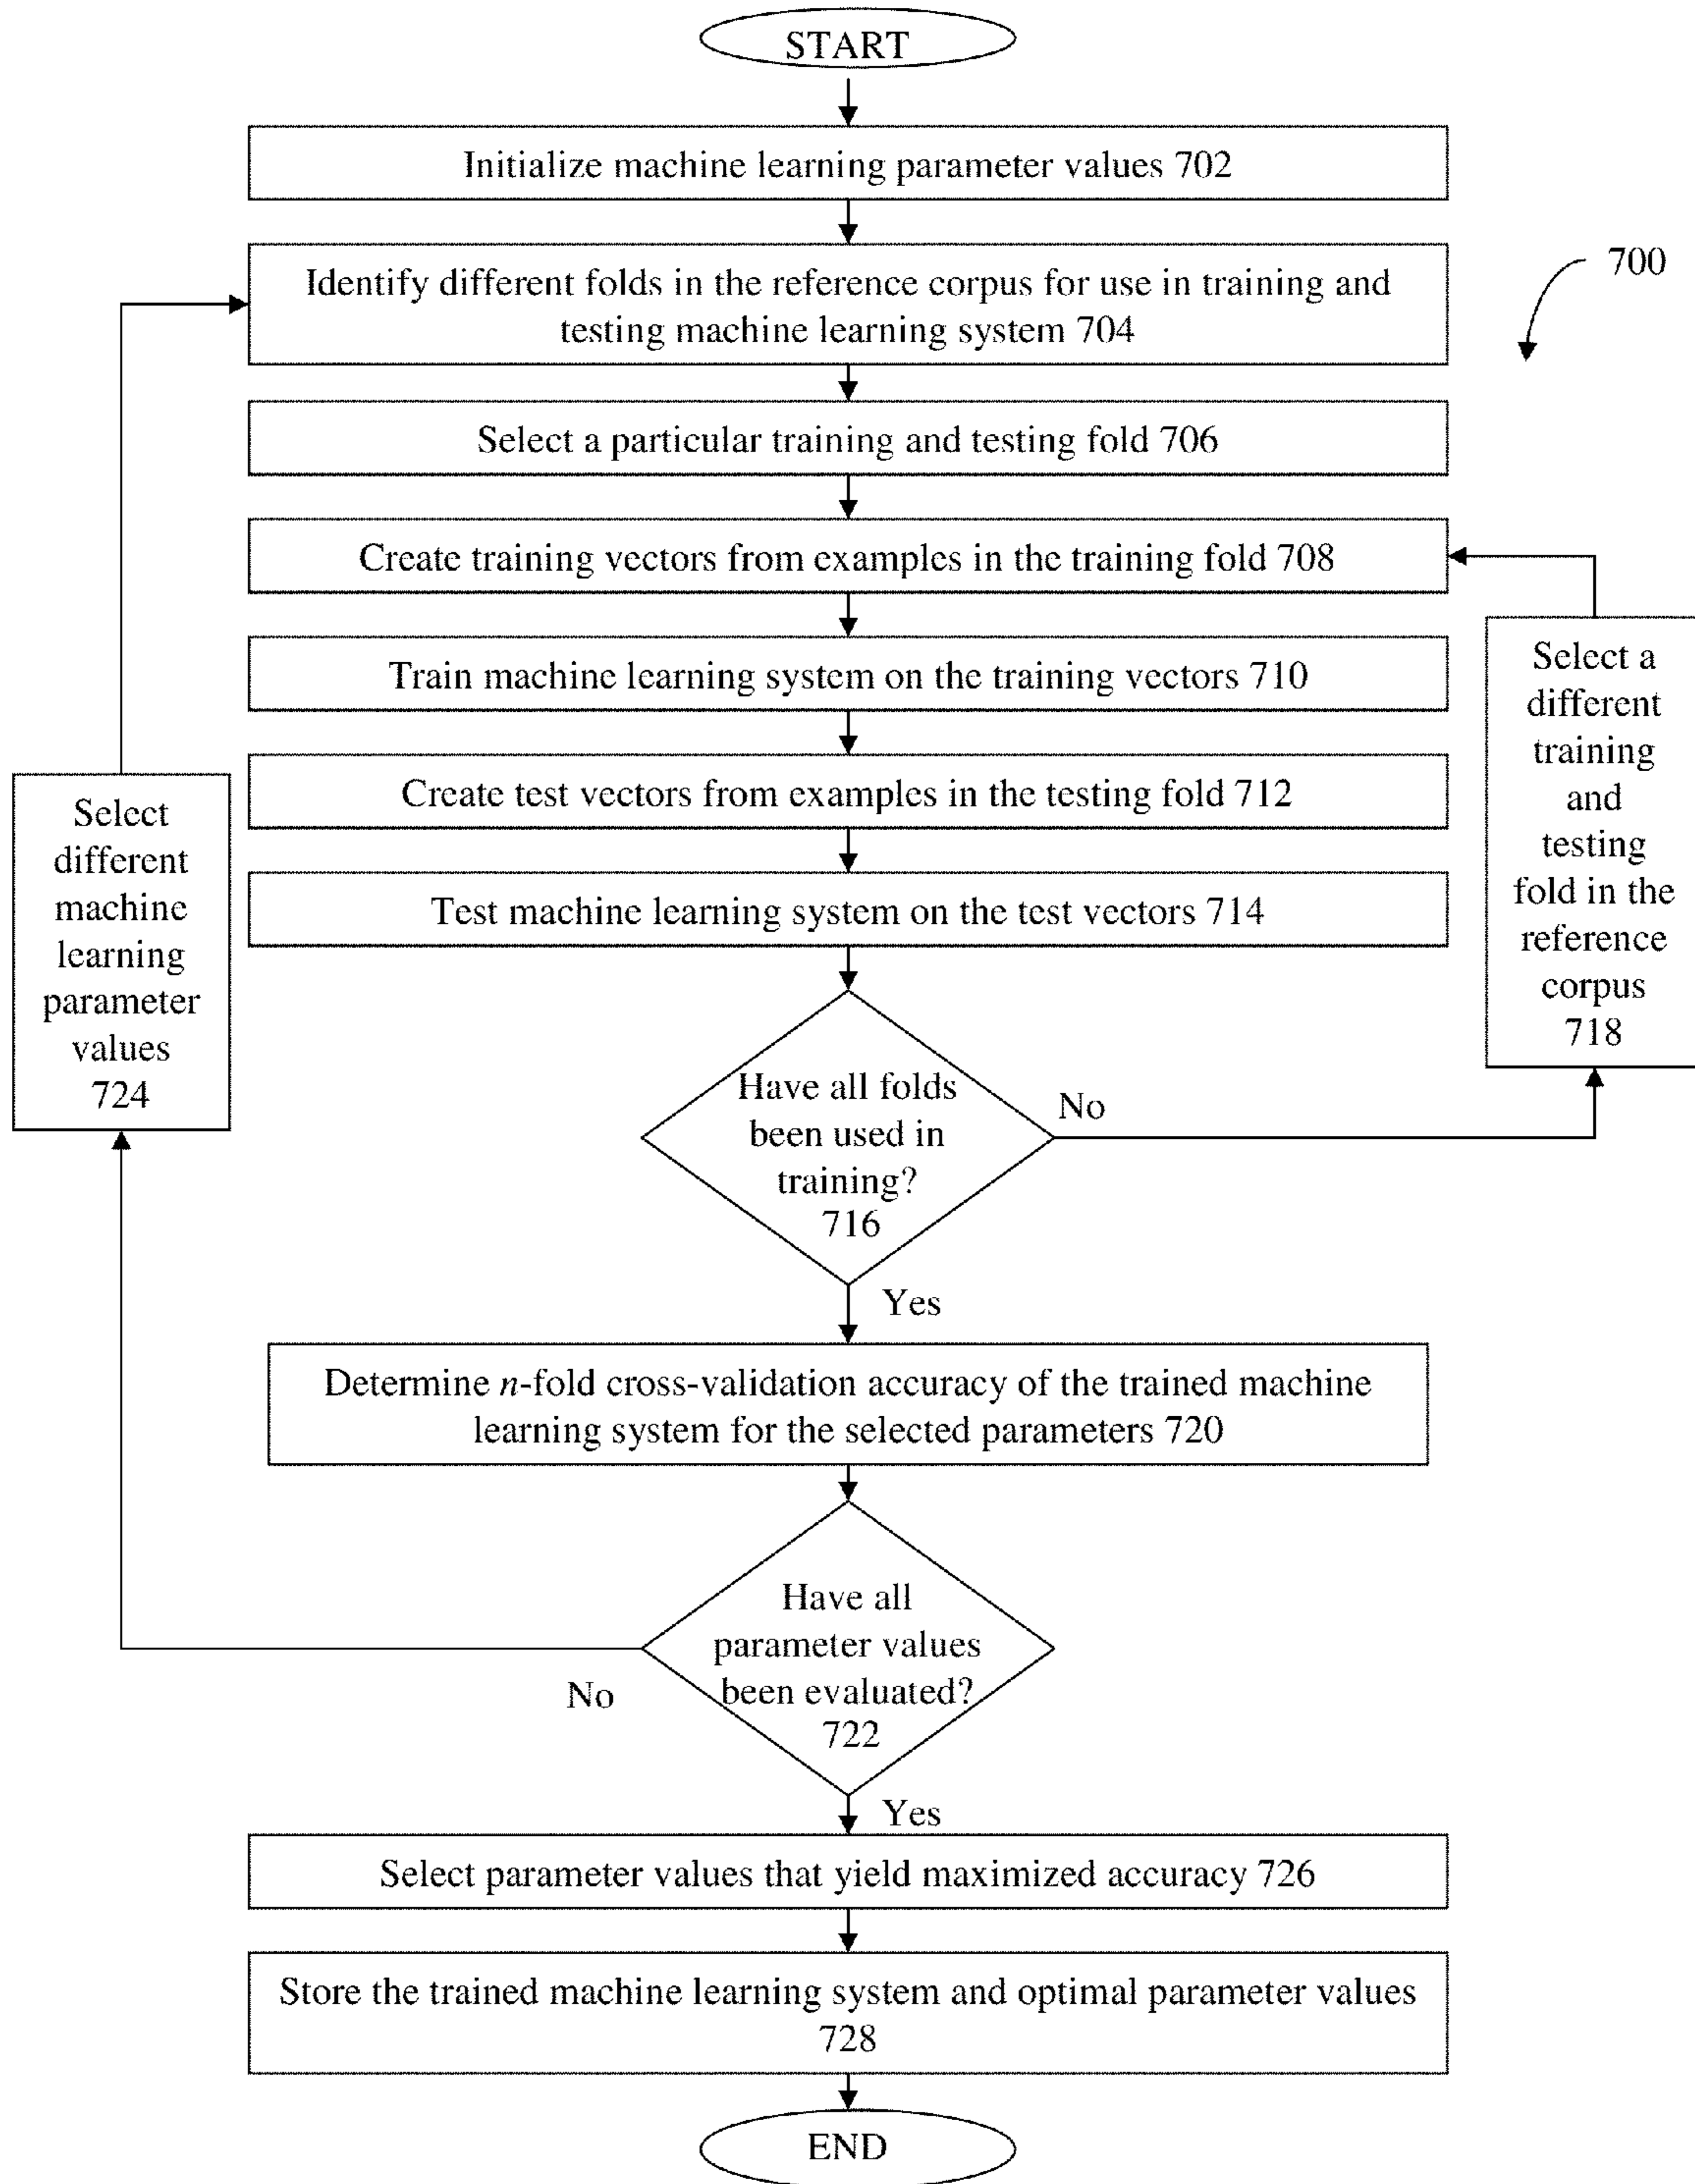 START
Initialize machine learning parameter values 702
700
Identify different folds in the reference corpus for use in training and
testing machine learning system 704
Select a particular training and testing fold 706
Create training vectors from examples in the training fold 708
Train machine learning system on the training vectors 710
Create test vectors from examples in the testing fold 712
Test machine learning system on the test vectors 714
Select a
different
training
and
testing
fold in the
reference
corpus
718
Select
different
machine
learning
parameter
values
724
Have all folds
been used in
training?
716
No
Yes
Determine n-fold cross-validation accuracy of the trained machine
learning system for the selected parameters 720
Have all
parameter values
been evaluated?
722
No
Yes
Select parameter values that yield maximized accuracy 726
Store the trained machine learning system and optimal parameter values
728
END